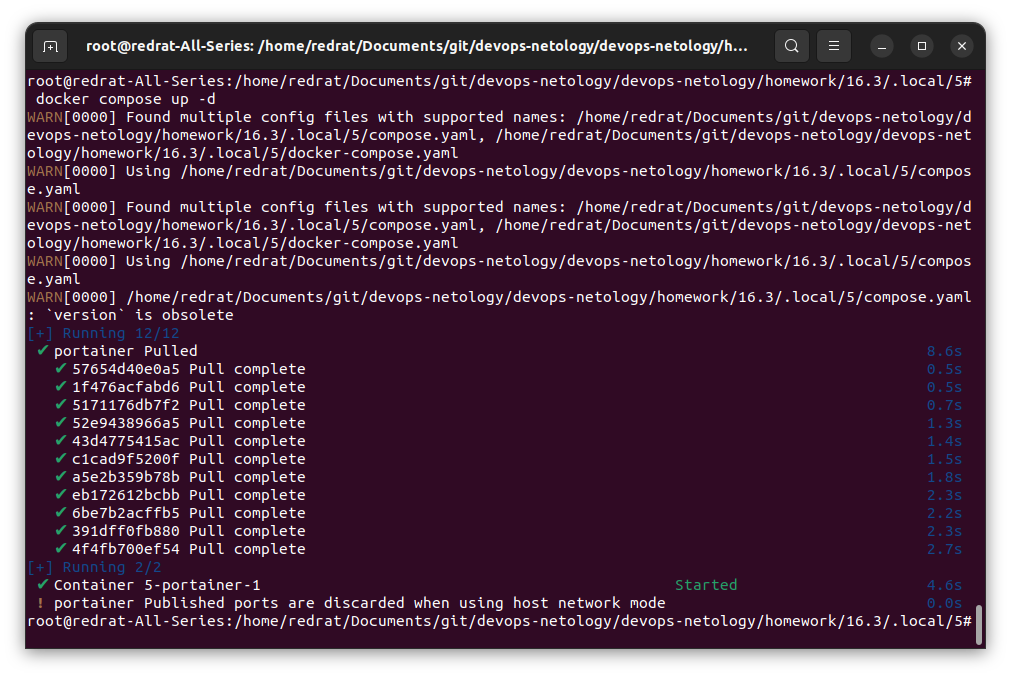 root@redrat-All-Series: /home/redrat/Documents/git/devops-netology/devops-netology/h...
root@redrat-All-Series:/home/redrat/Documents/git/devops-netology/devops-netology/homework/16.3/.local/5#
 docker compose up -d
WARN[0000] Found multiple config files with supported names: /home/redrat/Documents/git/devops-netology/d
evops-netology/homework/16.3/.local/5/compose.yaml, /home/redrat/Documents/git/devops-netology/devops-net
ology/homework/16.3/.local/5/docker-compose.yaml
WARN[0000] Using /home/redrat/Documents/git/devops-netology/devops-netology/homework/16.3/.local/5/compos
e.yaml
WARN[0000] Found multiple config files with supported names: /home/redrat/Documents/git/devops-netology/d
evops-netology/homework/16.3/.local/5/compose.yaml, /home/redrat/Documents/git/devops-netology/devops-net
ology/homework/16.3/.local/5/docker-compose.yaml
WARN[0000] Using /home/redrat/Documents/git/devops-netology/devops-netology/homework/16.3/.local/5/compos
e.yaml
WARN[0000] /home/redrat/Documents/git/devops-netology/devops-netology/homework/16.3/.local/5/compose.yaml
: `version` is obsolete
[+] Running 12/12
 ✔ portainer Pulled 8.6s
   ✔ 57654d40e0a5 Pull complete 0.5s
   ✔ 1f476acfabd6 Pull complete 0.5s
   ✔ 5171176db7f2 Pull complete 0.7s
   ✔ 52e9438966a5 Pull complete 1.3s
   ✔ 43d4775415ac Pull complete 1.4s
   ✔ c1cad9f5200f Pull complete 1.5s
   ✔ a5e2b359b78b Pull complete 1.8s
   ✔ eb172612bcbb Pull complete 2.3s
   ✔ 6be7b2acffb5 Pull complete 2.2s
   ✔ 391dff0fb880 Pull complete 2.3s
   ✔ 4f4fb700ef54 Pull complete 2.7s
[+] Running 2/2
 ✔ Container 5-portainer-1 Started 4.6s
 ! portainer Published ports are discarded when using host network mode 0.0s
root@redrat-All-Series:/home/redrat/Documents/git/devops-netology/devops-netology/homework/16.3/.local/5#